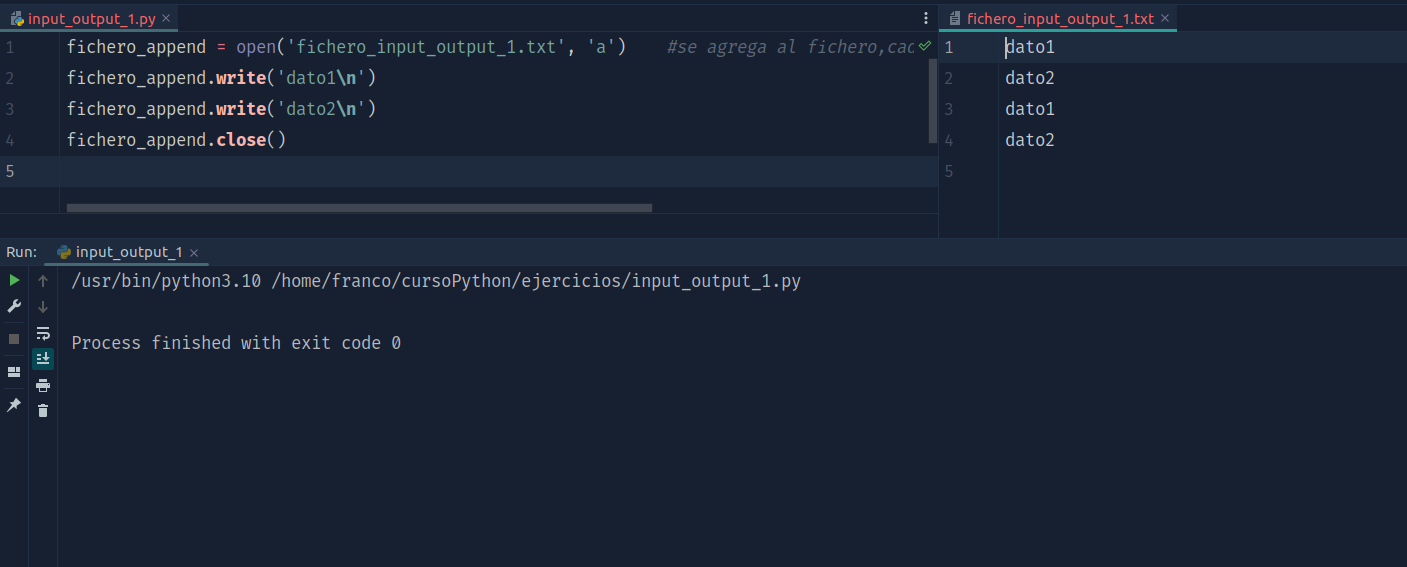 input_output_1.py
1 fichero_append = open('fichero_input_output_1.txt', 'a') #se agrega al fichero,cac
2 fichero_append.write('dato1\n')
3 fichero_append.write('dato2\n')
4 fichero_append.close()
5
fichero_input_output_1.txt
1 dato1
2 dato2
3 dato1
4 dato2
5
Run: input_output_1
/usr/bin/python3.10 /home/franco/cursoPython/ejercicios/input_output_1.py
Process finished with exit code 0